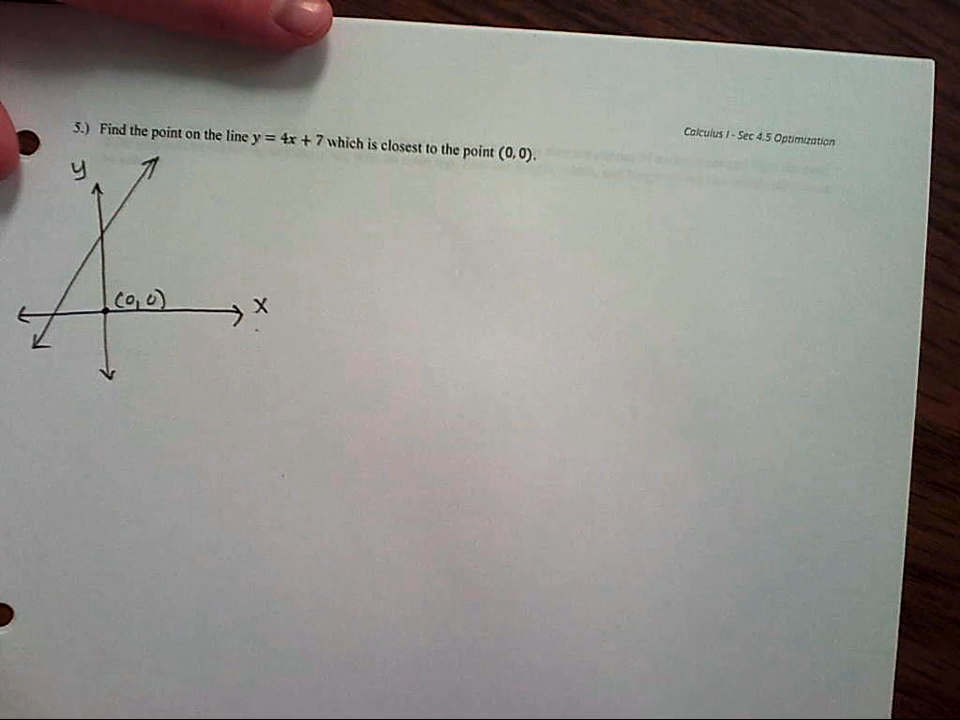 Calculus I - Sec 4.5 Optimization
5.) Find the point on the line y = 4x + 7 which is closest to the point (0, 0).
y
(0,0)
x